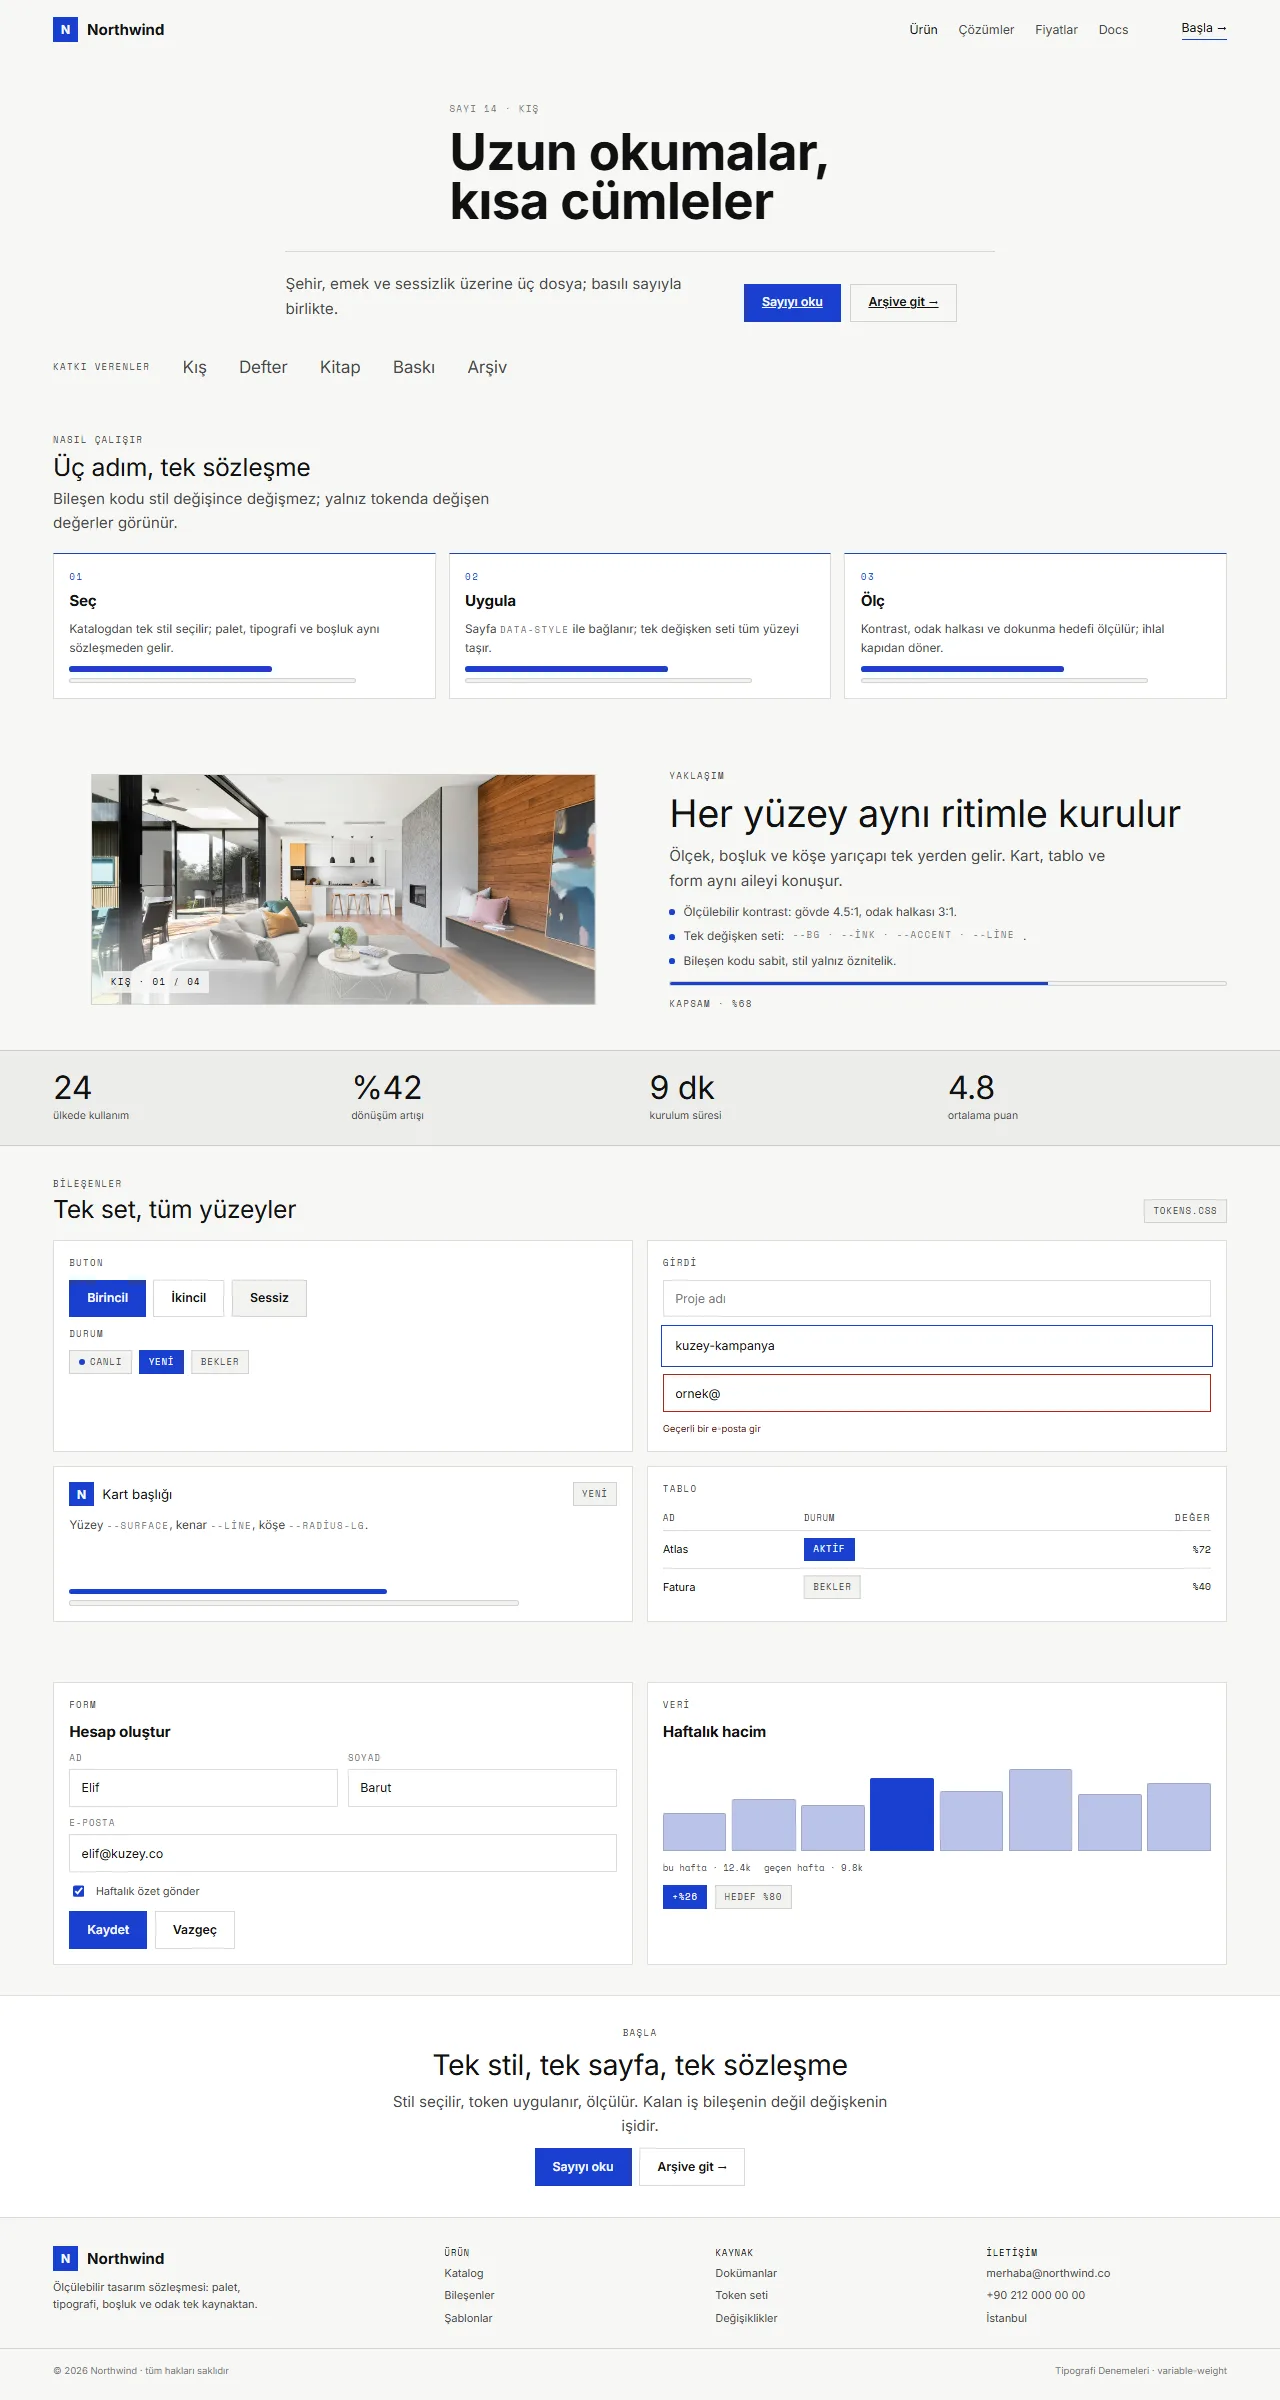 N Northwind
Ürün Çözümler Fiyatlar Docs Başla →
SAYI 14 · KIŞ
Uzun okumalar,
kısa cümleler
Şehir, emek ve sessizlik üzerine üç dosya; basılı sayıyla
birlikte.
Sayıyı oku Arşive git →
KATKI VERENLER Kış Defter Kitap Baskı Arşiv
NASIL ÇALIŞIR
Üç adım, tek sözleşme
Bileşen kodu stil değişince değişmez; yalnız tokenda değişen
değerler görünür.
01
Seç
Katalogdan tek stil seçilir; palet, tipografi ve boşluk aynı
sözleşmeden gelir.
02
Uygula
Sayfa DATA-STYLE ile bağlanır; tek değişken seti tüm yüzeyi
taşır.
03
Ölç
Kontrast, odak halkası ve dokunma hedefi ölçülür; ihlal
kapıdan döner.
KIŞ · 01 / 04
YAKLAŞIM
Her yüzey aynı ritimle kurulur
Ölçek, boşluk ve köşe yarıçapı tek yerden gelir. Kart, tablo ve
form aynı aileyi konuşur.
Ölçülebilir kontrast: gövde 4.5:1, odak halkası 3:1.
Tek değişken seti: --BG · --İNK · --ACCENT · --LİNE .
Bileşen kodu sabit, stil yalnız öznitelik.
KAPSAM · %68
24
ülkede kullanım
%42
dönüşüm artışı
9 dk
kurulum süresi
4.8
ortalama puan
BİLEŞENLER
Tek set, tüm yüzeyler
TOKENS.CSS
BUTON
Birincil İkincil Sessiz
DURUM
CANLI YENİ BEKLER
GİRDİ
Proje adı
kuzey-kampanya
ornek@
Geçerli bir e-posta gir
N Kart başlığı YENİ
Yüzey --SURFACE, kenar --LİNE, köşe --RADİUS-LG.
TABLO
AD DURUM DEĞER
Atlas AKTİF %72
Fatura BEKLER %40
FORM
Hesap oluştur
AD SOYAD
Elif Barut
E-POSTA
elif@kuzey.co
Haftalık özet gönder
Kaydet Vazgeç
VERİ
Haftalık hacim
bu hafta · 12.4k geçen hafta · 9.8k
+%26 HEDEF %80
BAŞLA
Tek stil, tek sayfa, tek sözleşme
Stil seçilir, token uygulanır, ölçülür. Kalan iş bileşenin değil değişkenin
işidir.
Sayıyı oku Arşive git →
N Northwind
Ölçülebilir tasarım sözleşmesi: palet,
tipografi, boşluk ve odak tek kaynaktan.
ÜRÜN
Katalog
Bileşenler
Şablonlar
KAYNAK
Dokümanlar
Token seti
Değişiklikler
İLETİŞİM
merhaba@northwind.co
+90 212 000 00 00
İstanbul
© 2026 Northwind · tüm hakları saklıdır
Tipografi Denemeleri · variable-weight